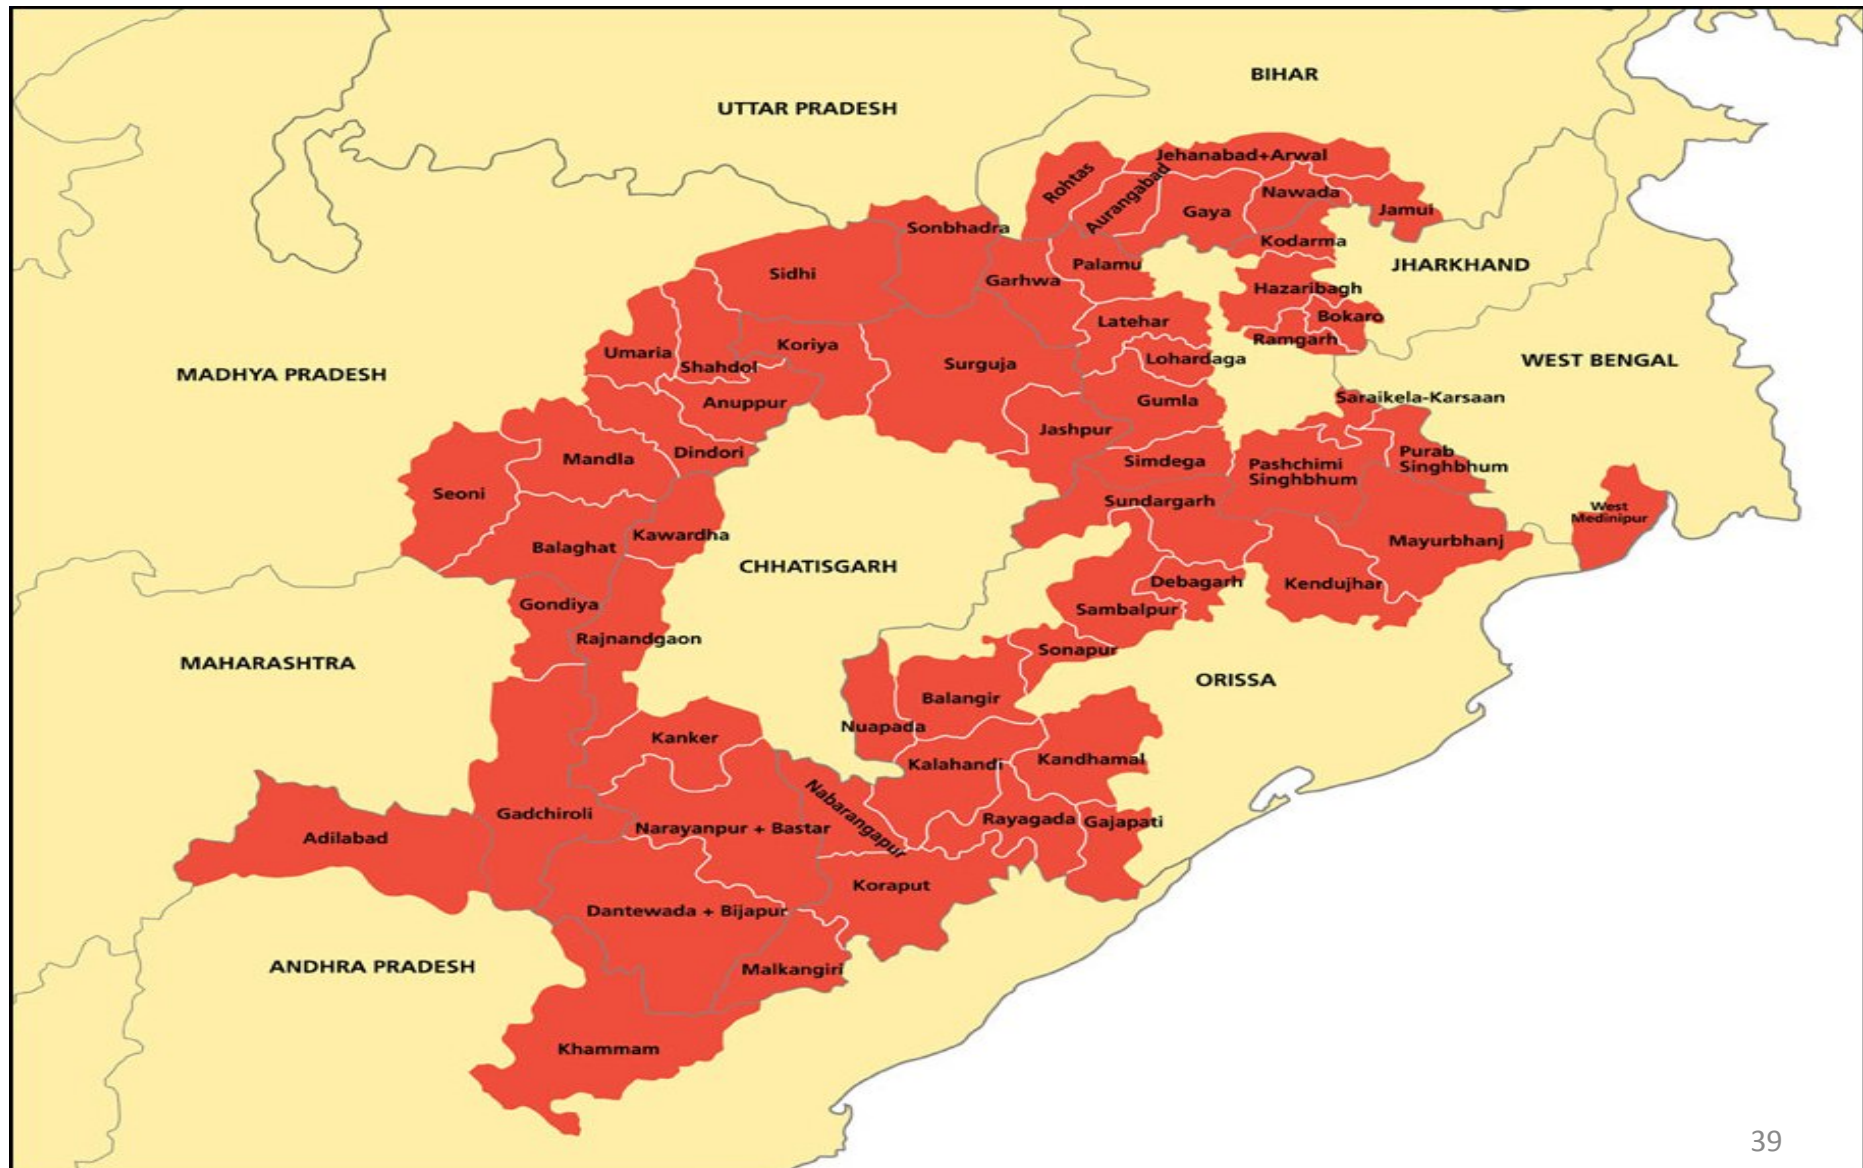 BIHAR
UTTAR PRADESH
Jehanabad+Arwal
Rohtas
Aurangabad
Nawada
Gaya
Jamui
Sonbhadra
Kodarma
Palamu
JHARKHAND
Sidhi
Garhwa
Hazaribagh
Bokaro
Latehar
Ramgarh
Koriya
Umaria
Shahdol
Lohardaga
Surguja
WEST BENGAL
MADHYA PRADESH
Saraikela-Karsaan
Anuppur
Gumla
Jashpur
Dindori
Mandla
Simdega
Purab
Singhbhum
Pashchimi
Singhbhum
Seoni
Sundargarh
West
Medinipur
Kawardha
Balaghat
Mayurbhanj
CHHATISGARH
Debagarh
Kendujhar
Gondiya
Sambalpur
Rajnandgaon
Sonapur
MAHARASHTRA
ORISSA
Balangir
Nuapada
Kanker
Kalahandi
Kandhamal
Nabarangapur
Gadchiroli
Rayagada
Gajapati
Narayanpur + Bastar
Adilabad
Koraput
Dantewada + Bijapur
ANDHRA PRADESH
Malkangiri
Khammam
39